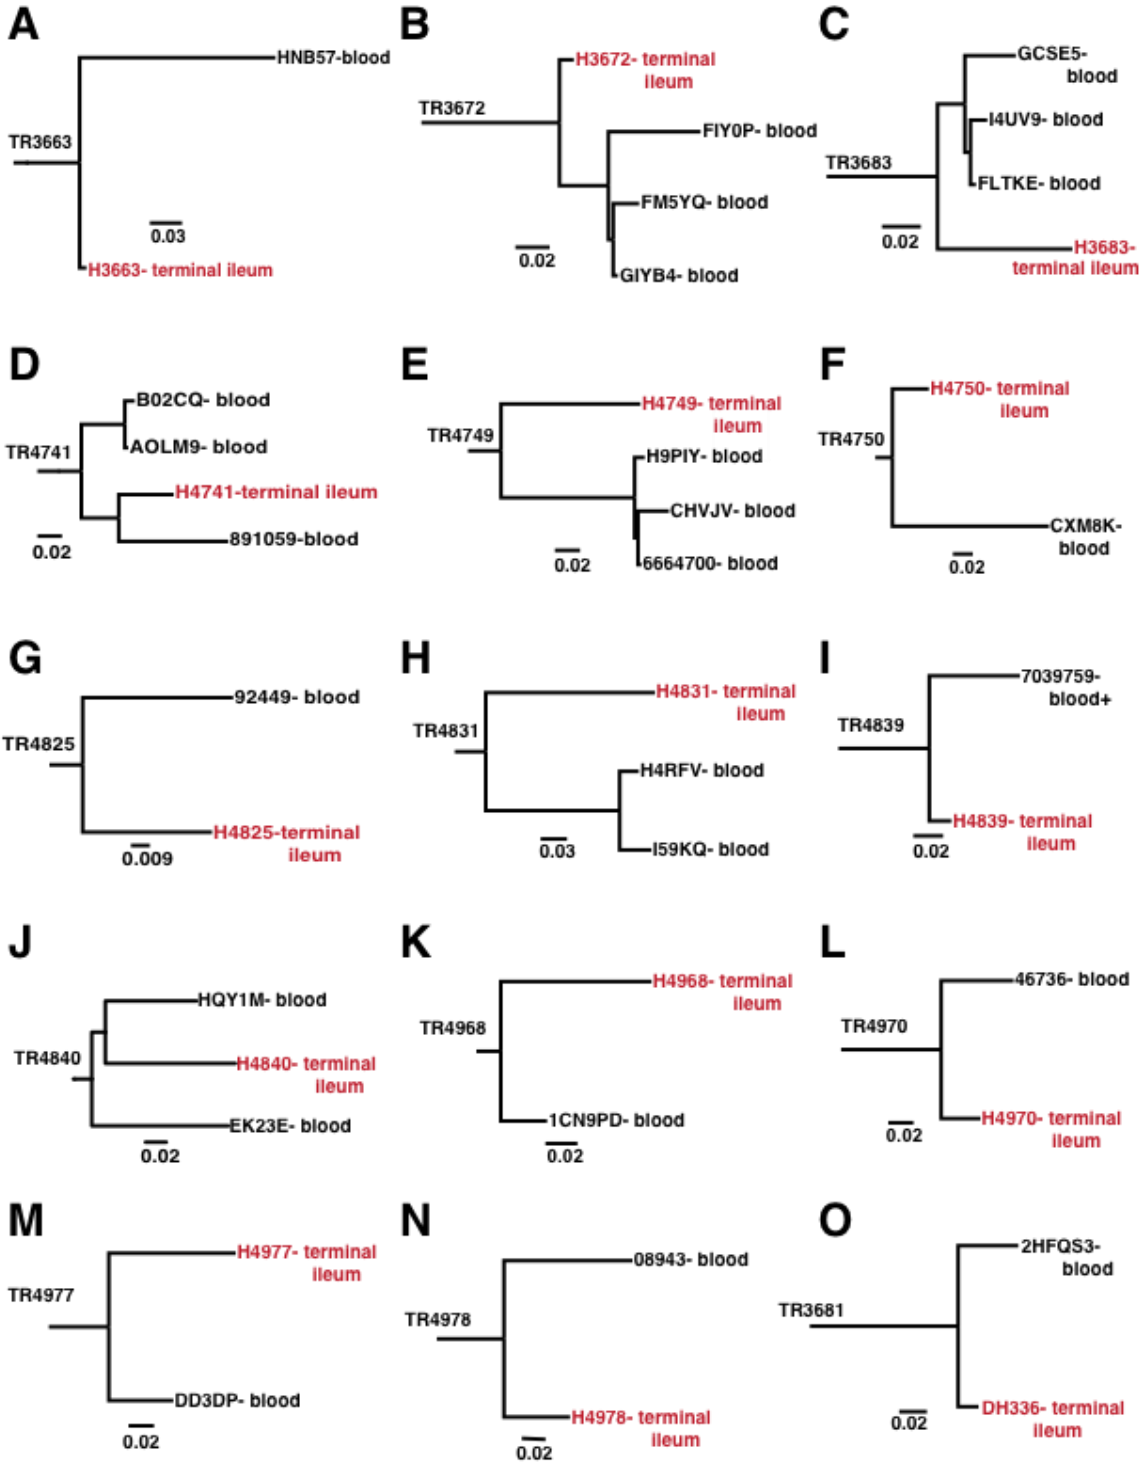 A
HNB57-blood
TR3663
0.03
H3663- terminal ileum
B
H3672- terminal
ileum
TR3672
FIY0P- blood
FM5YQ- blood
0.02
GIYB4- blood
C
GCSE5-
blood
I4UV9- blood
TR3683
FLTKE- blood
0.02
H3683-
terminal ileum
D
B02CQ- blood
AOLM9- blood
TR4741
H4741-terminal ileum
0.02
891059-blood
E
H4749- terminal
ileum
TR4749
H9PIY- blood
CHVJV- blood
0.02
6664700- blood
F
H4750- terminal
ileum
TR4750
CXM8K-
blood
0.02
G
92449- blood
TR4825
H4825-terminal
ileum
0.009
H
H4831- terminal
ileum
TR4831
H4RFV- blood
0.03
I59KQ- blood
I
7039759-
blood+
TR4839
H4839- terminal
ileum
0.02
J
HQY1M- blood
TR4840
H4840- terminal
ileum
EK23E- blood
0.02
K
H4968- terminal
ileum
TR4968
1CN9PD- blood
0.02
L
46736- blood
TR4970
H4970- terminal
ileum
0.02
M
H4977- terminal
ileum
TR4977
DD3DP- blood
0.02
N
08943- blood
TR4978
H4978- terminal
ileum
0.02
O
2HFQS3-
blood
TR3681
DH336- terminal
ileum
0.02